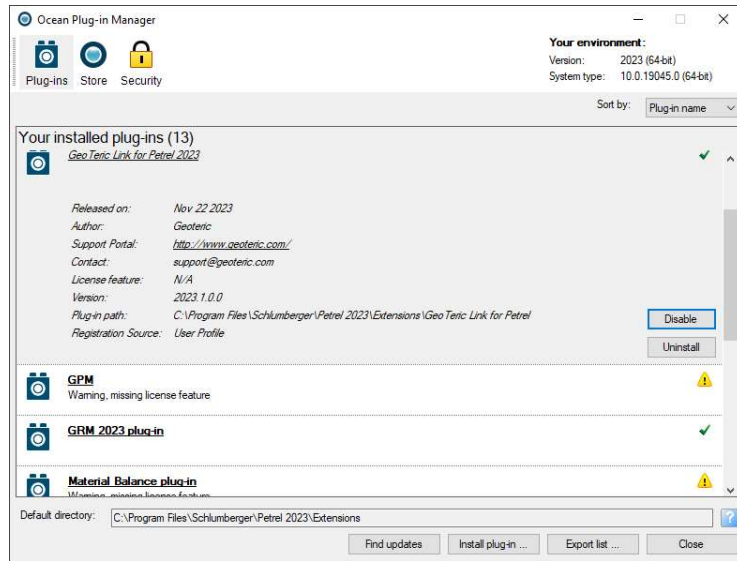 Ocean Plug-in Manager
Plug-ins Store Security
Your environment:
Version: 2023 (64-bit)
System type: 10.0.19045.0 (64-bit)
Sort by: Plug-in name
Your installed plug-ins (13)
GeoTeric Link for Petrel 2023
Released on: Nov 22 2023
Author: Geoteric
Support Portal: http://www.geoteric.com/
Contact: support@geoteric.com
License feature: N/A
Version: 2023.1.0.0
Plug-in path: C:\Program Files\Schlumberger\Petrel 2023\Extensions\GeoTeric Link for Petrel
Disable
Registration Source: User Profile
Uninstall
GPM
Warning, missing license feature
GRM 2023 plug-in
Material Balance plug-in
Warning, missing license feature
Default directory: C:\Program Files\Schlumberger\Petrel 2023\Extensions
Find updates Install plug-in ... Export list ... Close